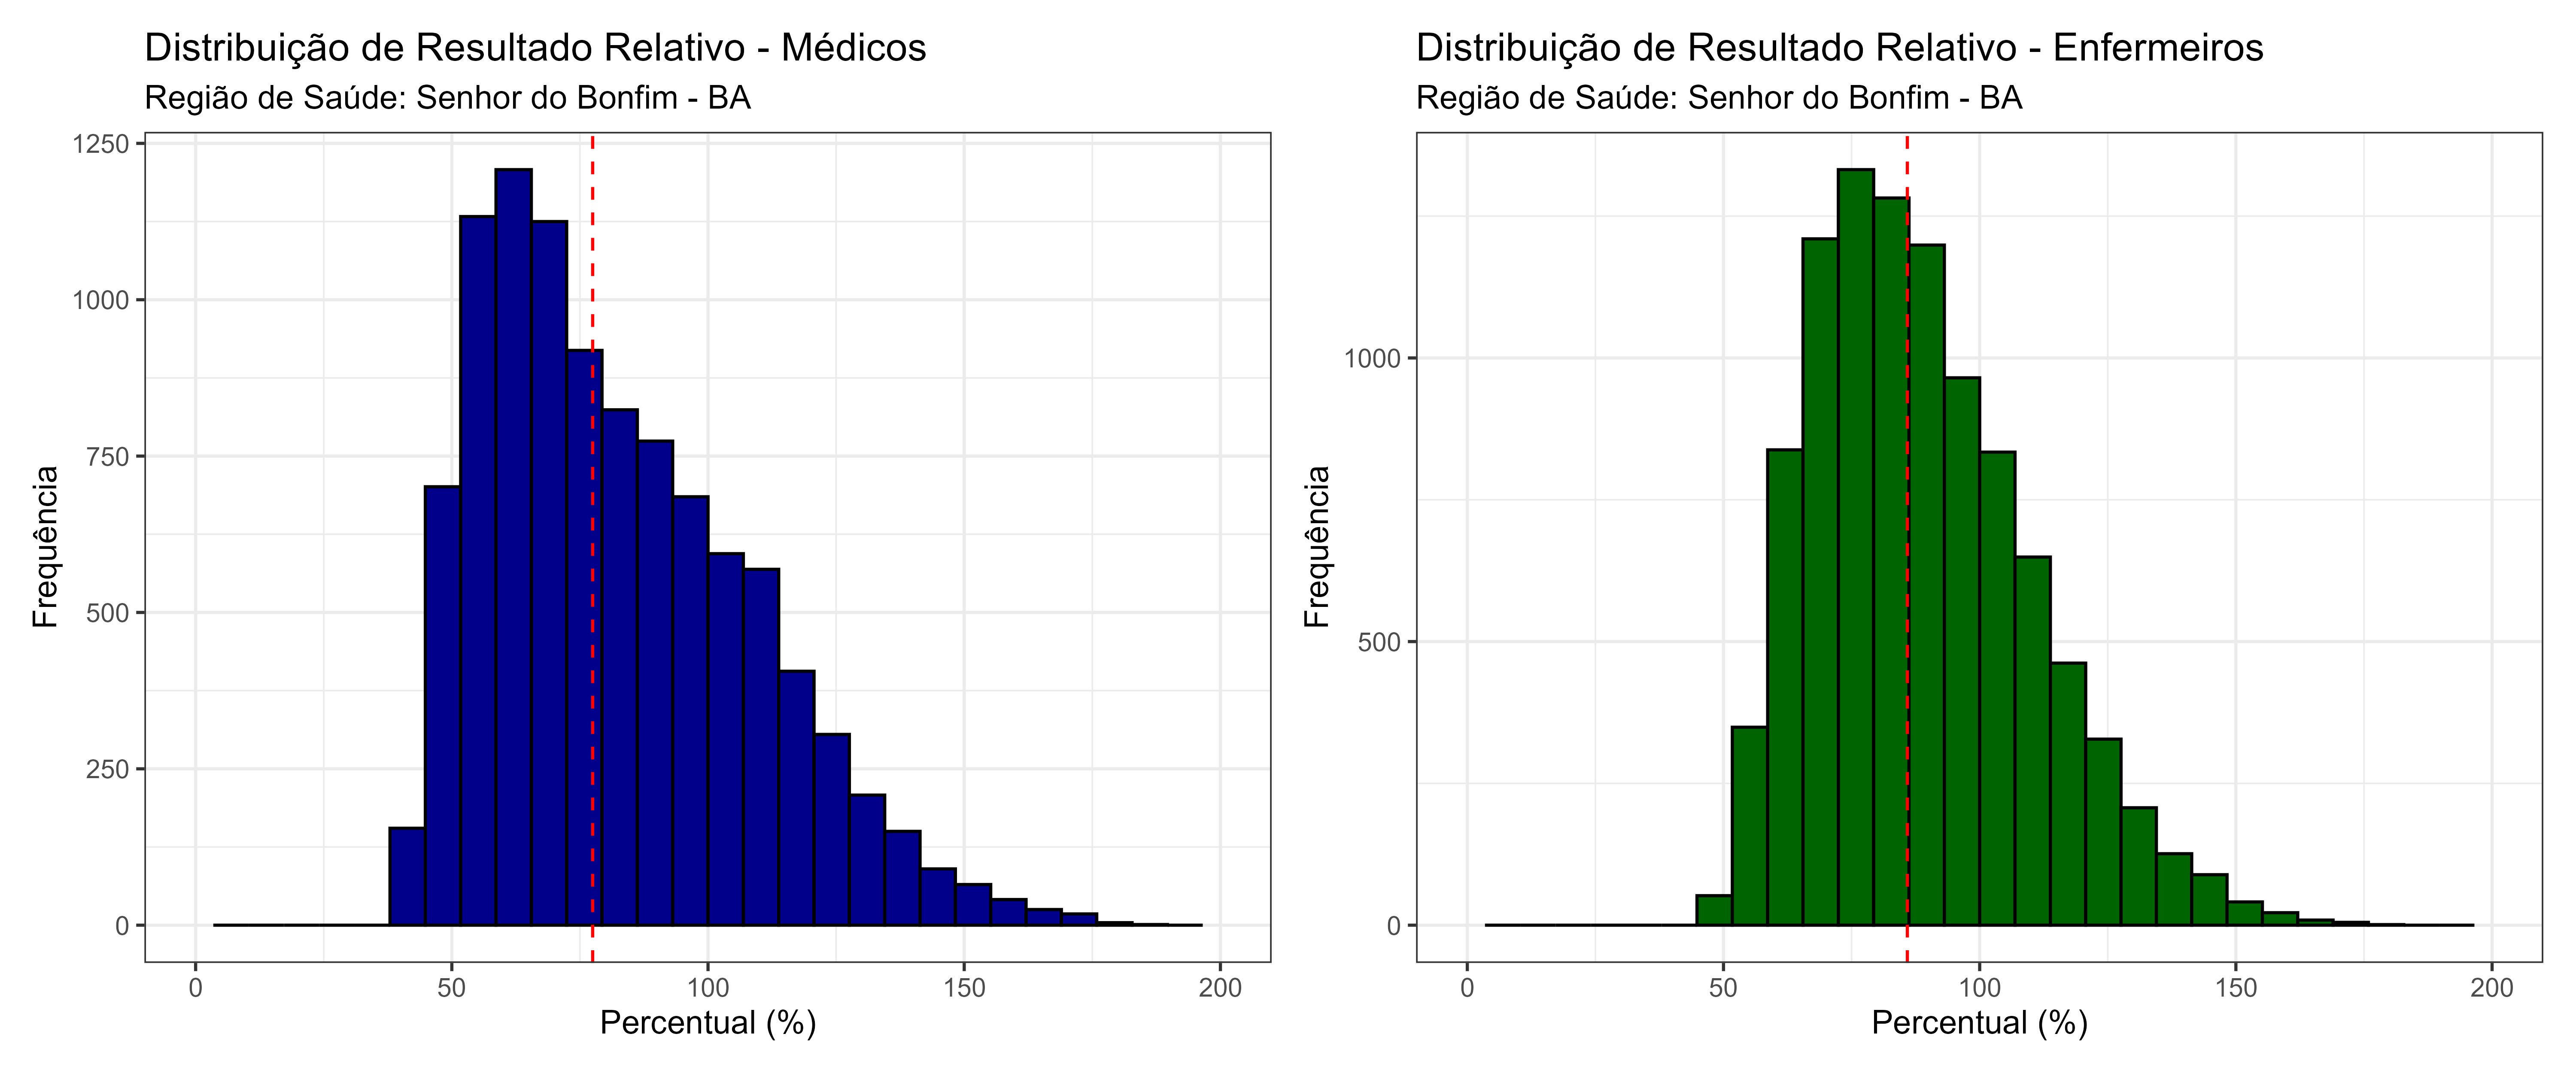 Distribuição de Resultado Relativo - Médicos
Região de Saúde: Senhor do Bonfim - BA
1250
1000
750
500
250
0
Frequência
0 50 100 150 200
Percentual (%)
Distribuição de Resultado Relativo - Enfermeiros
Região de Saúde: Senhor do Bonfim - BA
1000
500
0
Frequência
0 50 100 150 200
Percentual (%)